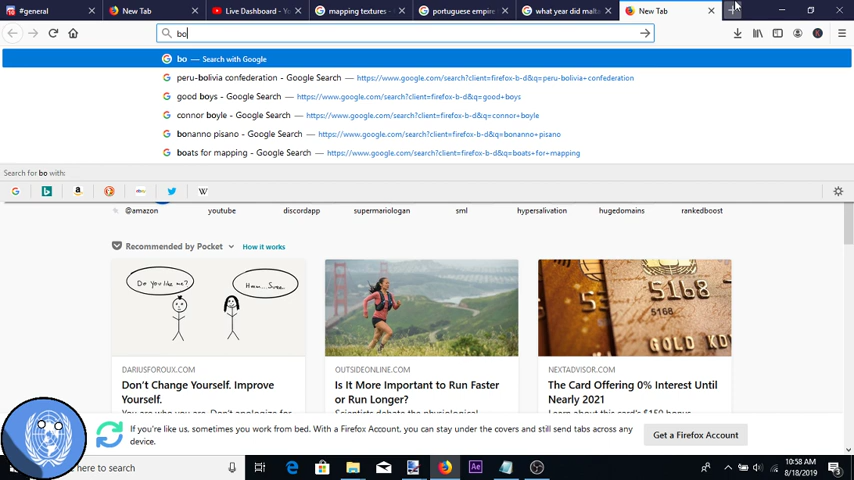 #general
New Tab
Live Dashboard - Yo
mapping textures -
portuguese empire
what year did malta
New Tab
bo
bo — Search with Google
peru-bolivia confederation - Google Search — https://www.google.com/search?client=firefox-b-d&q=peru-bolivia+confederation
good boys - Google Search — https://www.google.com/search?client=firefox-b-d&q=good+boys
connor boyle - Google Search — https://www.google.com/search?client=firefox-b-d&q=connor+boyle
bonanno pisano - Google Search — https://www.google.com/search?client=firefox-b-d&q=bonanno+pisano
boats for mapping - Google Search — https://www.google.com/search?client=firefox-b-d&q=boats+for+mapping
Search for bo with:
@amazon
youtube
discordapp
supermariologan
sml
hypersalivation
hugedomains
rankedboost
Recommended by Pocket
How it works
Do you like me?
Hmm...Sure.
5168
5168
GOLD
DARIUSFOROUX.COM
Don't Change Yourself. Improve
Yourself.
OUTSIDEONLINE.COM
Is It More Important to Run Faster
or Run Longer?
NEXTADVISOR.COM
The Card Offering 0% Interest Until
Nearly 2021
If you're like us, sometimes you work from bed. With a Firefox Account, you can stay under the covers and still send tabs across any
device.
Get a Firefox Account
here to search
10:58 AM
8/18/2019